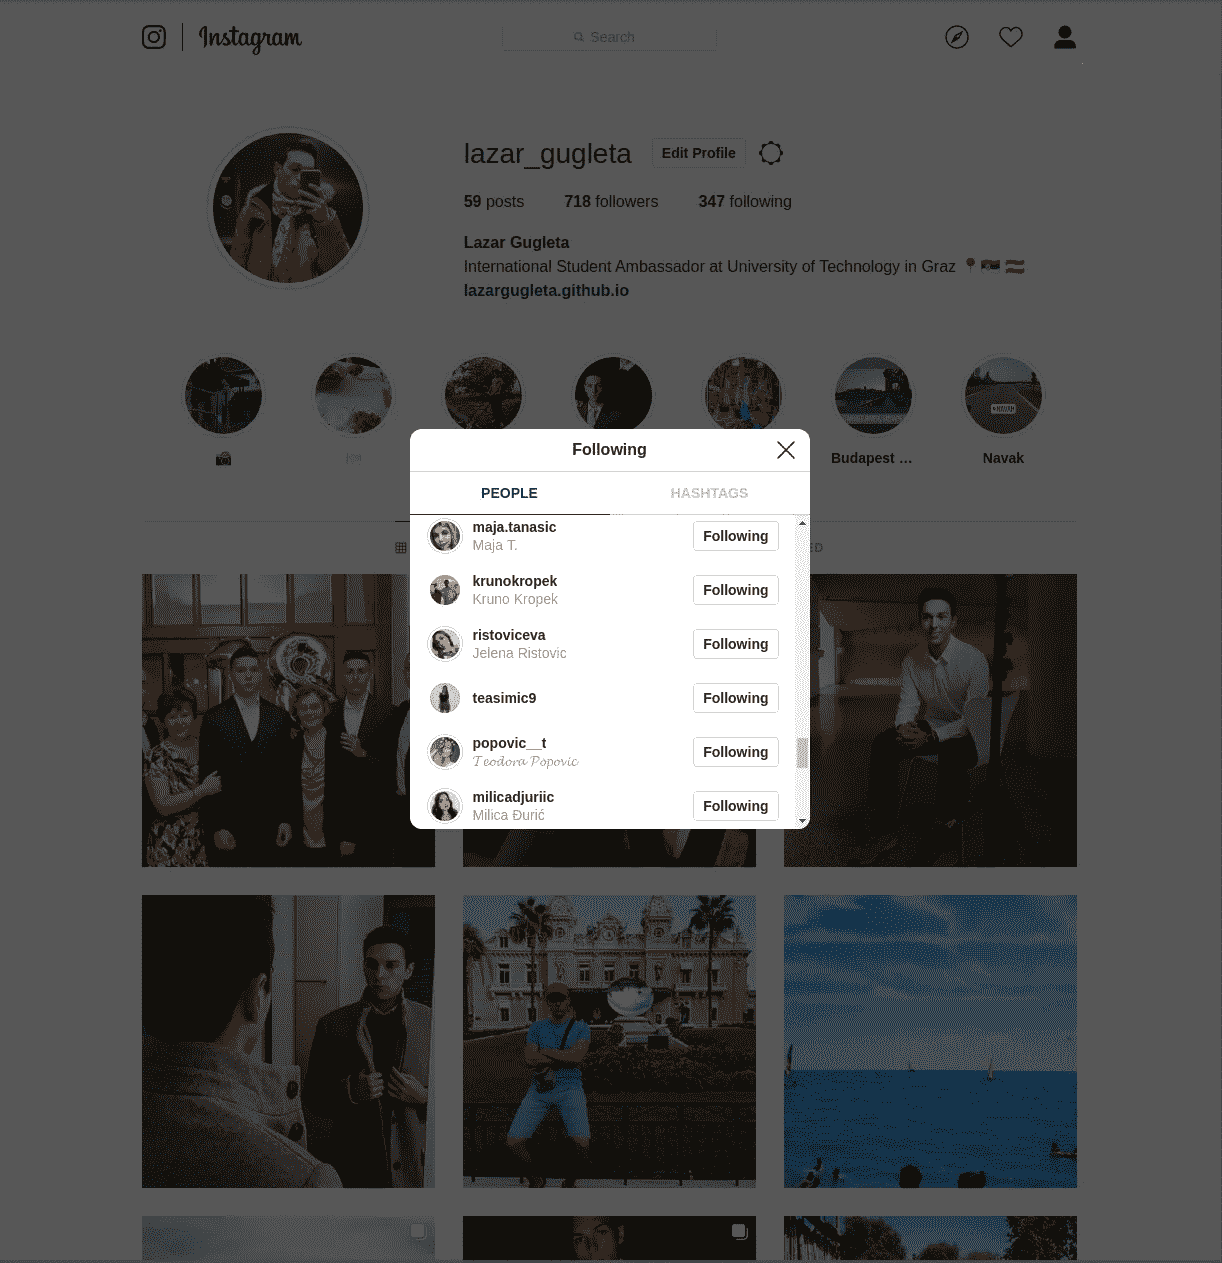 Instagram
Search
lazar_gugleta
Edit Profile
59 posts 718 followers 347 following
Lazar Gugleta
International Student Ambassador at University of Technology in Graz
lazargugleta.github.io
Budapest ...
Navak
Following
PEOPLE
HASHTAGS
maja.tanasic
Maja T.
Following
krunokropek
Kruno Kropek
Following
ristoviceva
Jelena Ristovic
Following
teasimic9
Following
popovic__t
𝓣𝓮𝓸𝓭𝓸𝓻𝓪 𝓟𝓸𝓹𝓸𝓿𝓲𝓬
Following
milicadjuriic
Milica Đurić
Following